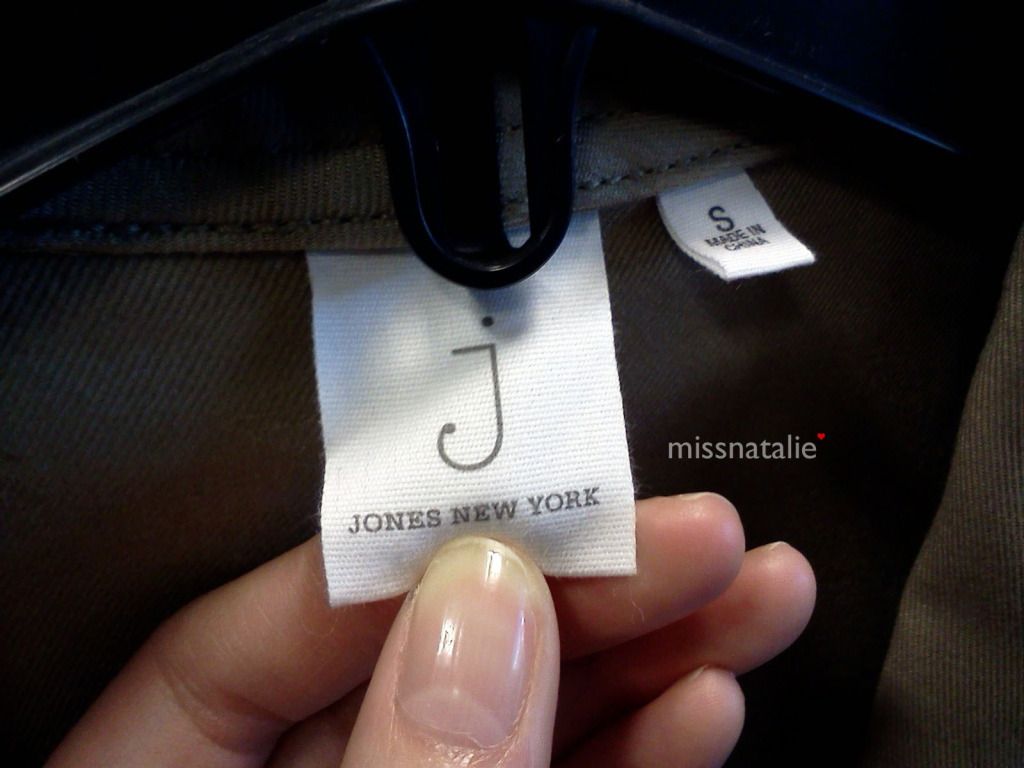 S
MADE IN
CHINA
j
JONES NEW YORK
missnatalie